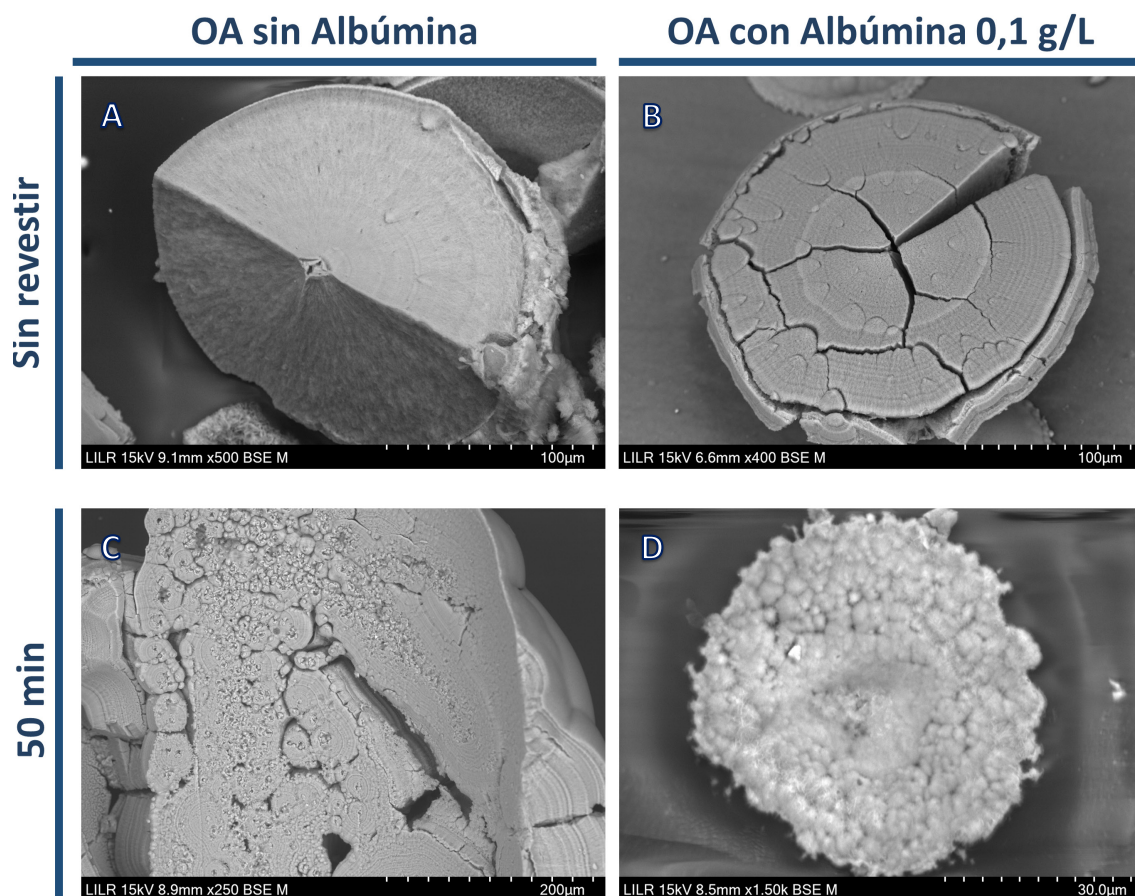 OA sin Albúmina
OA con Albúmina 0,1 g/L
Sin revestir
A
B
LILR 15kV 9.1mm x500 BSE M
100µm
LILR 15kV 6.6mm x400 BSE M
100µm
50 min
C
D
LILR 15kV 8.9mm x250 BSE M
200µm
LILR 15kV 8.5mm x1.50k BSE M
30.0µm